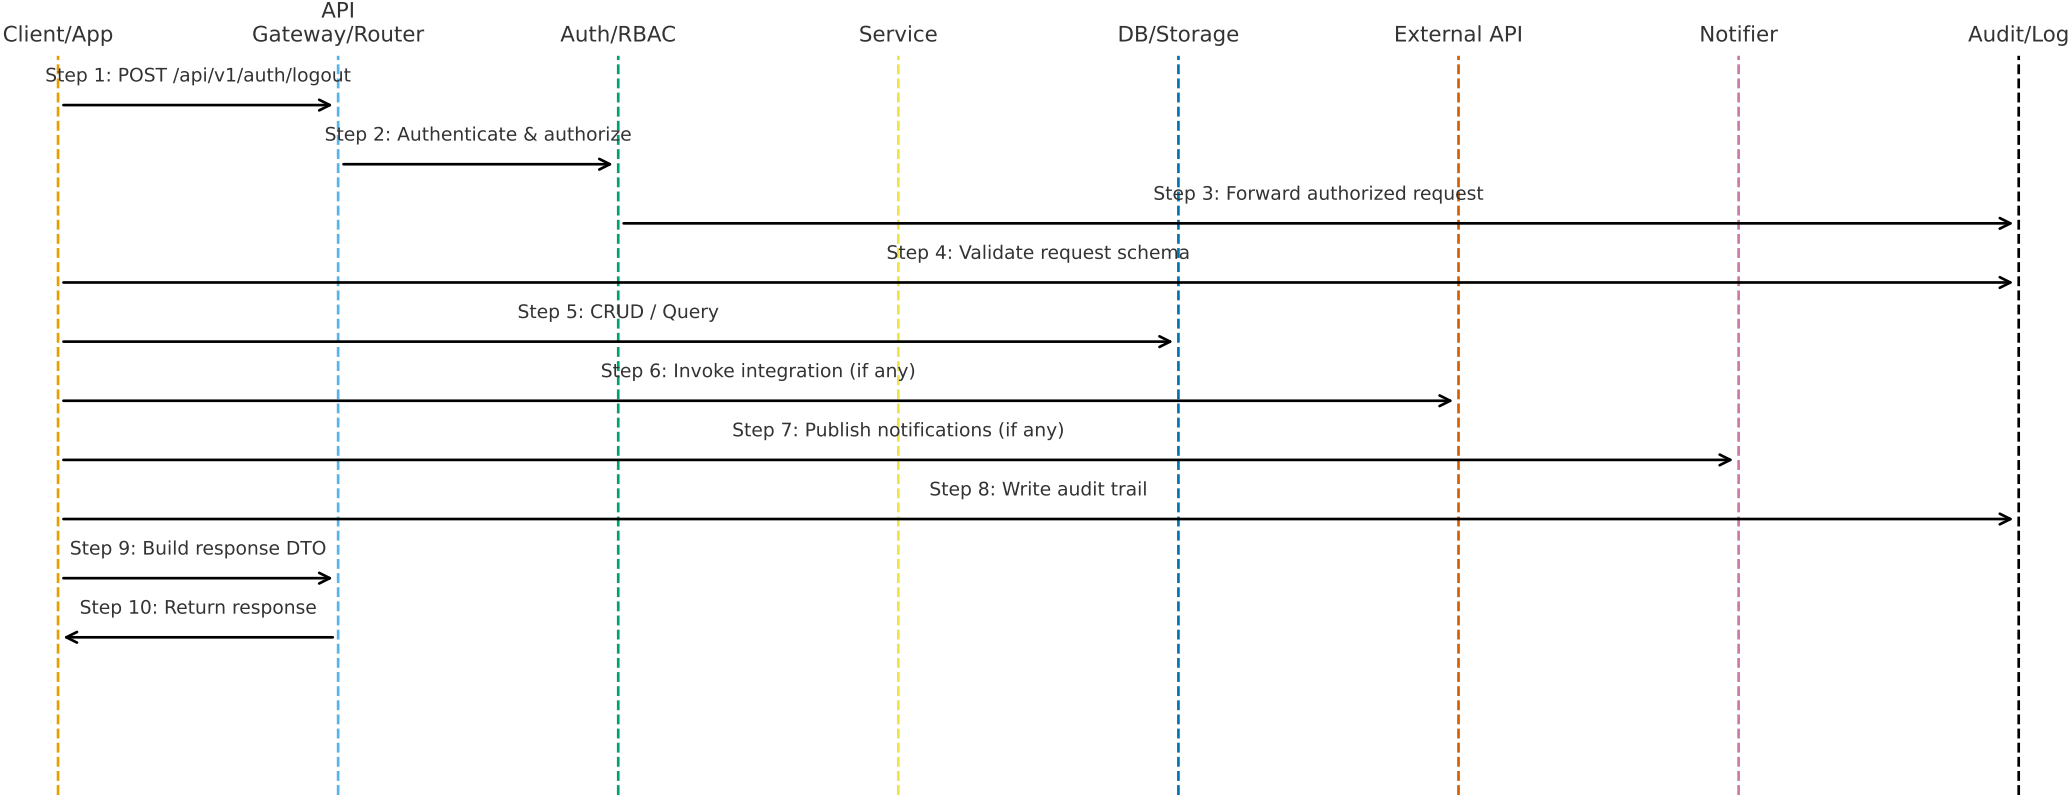 API
Client/App
Gateway/Router
Auth/RBAC
Service
DB/Storage
External API
Notifier
Audit/Log
Step 1: POST /api/v1/auth/logout
Step 2: Authenticate & authorize
Step 3: Forward authorized request
Step 4: Validate request schema
Step 5: CRUD / Query
Step 6: Invoke integration (if any)
Step 7: Publish notifications (if any)
Step 8: Write audit trail
Step 9: Build response DTO
Step 10: Return response